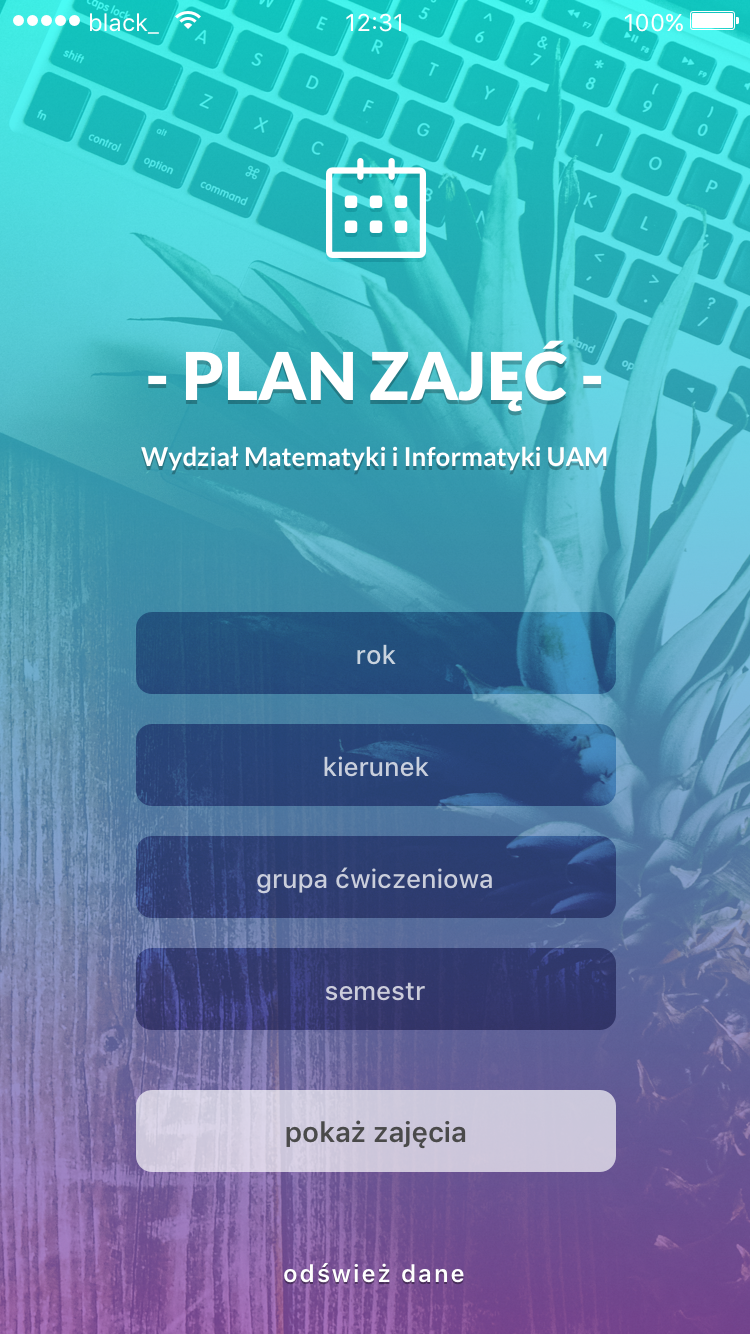 black_ 12:31 100%
- PLAN ZAJĘĆ -
Wydział Matematyki i Informatyki UAM
rok
kierunek
grupa ćwiczeniowa
semestr
pokaż zajęcia
odśwież dane